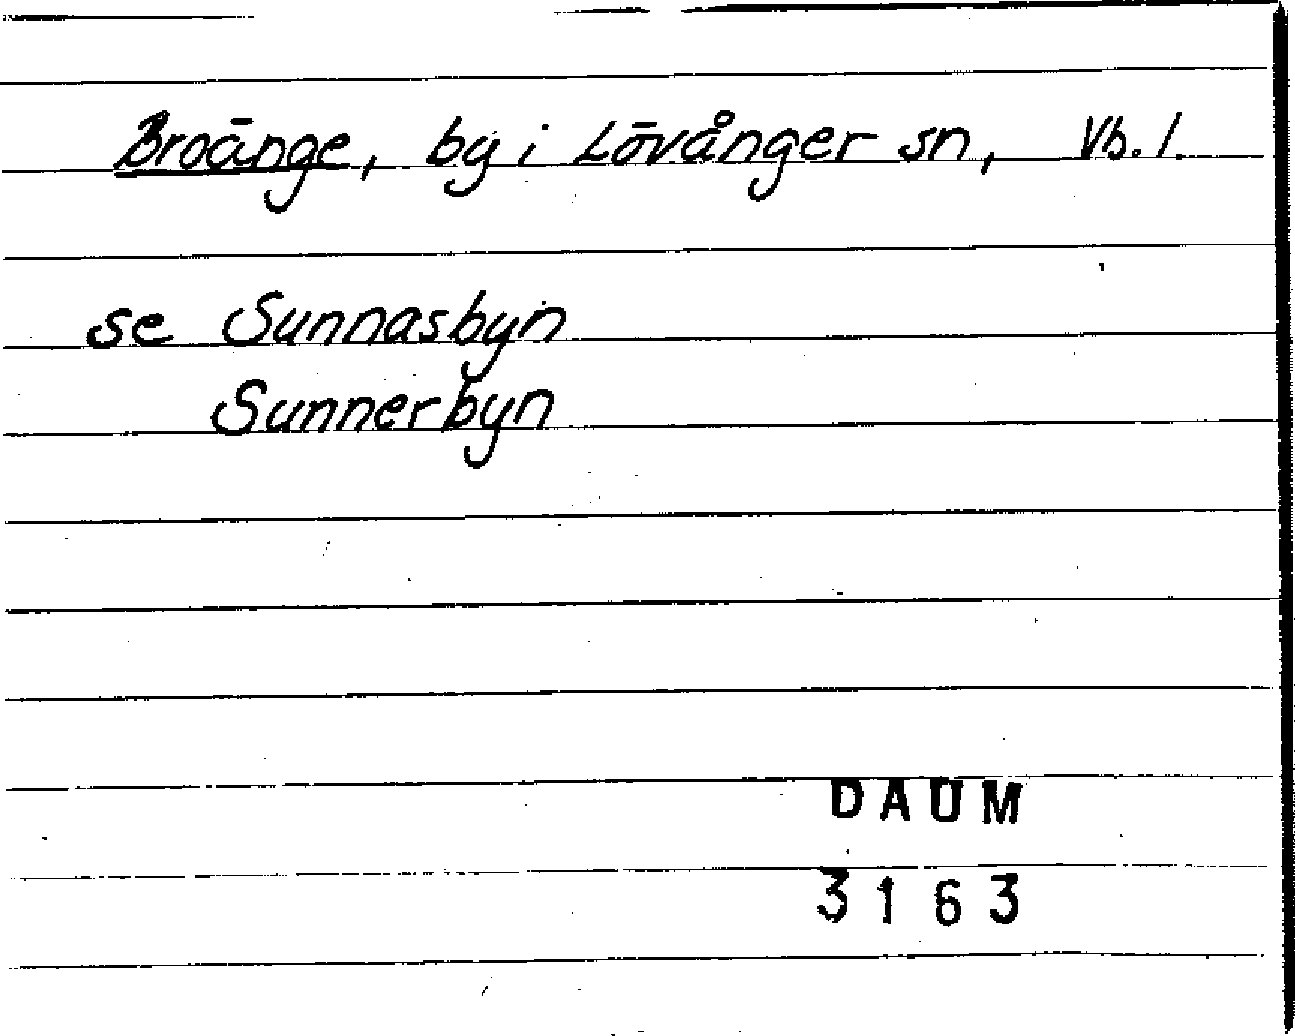 Broänge, by i Lövånger sn, Vb. l.
se Sunnasbyn
Sunnerbyn
DAUM
3163